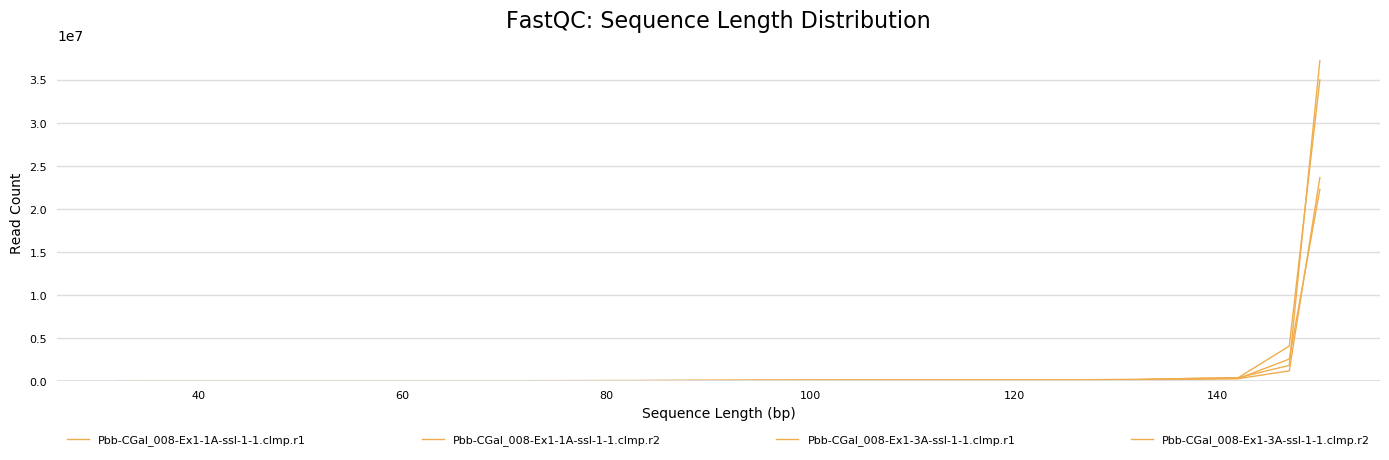 FastQC: Sequence Length Distribution
1e7
3.5
3.0
2.5
2.0
1.5
1.0
0.5
0.0
Read Count
40 60 80 100 120 140
Sequence Length (bp)
Pbb-CGal_008-Ex1-1A-ssl-1-1.clmp.r1 Pbb-CGal_008-Ex1-1A-ssl-1-1.clmp.r2 Pbb-CGal_008-Ex1-3A-ssl-1-1.clmp.r1 Pbb-CGal_008-Ex1-3A-ssl-1-1.clmp.r2